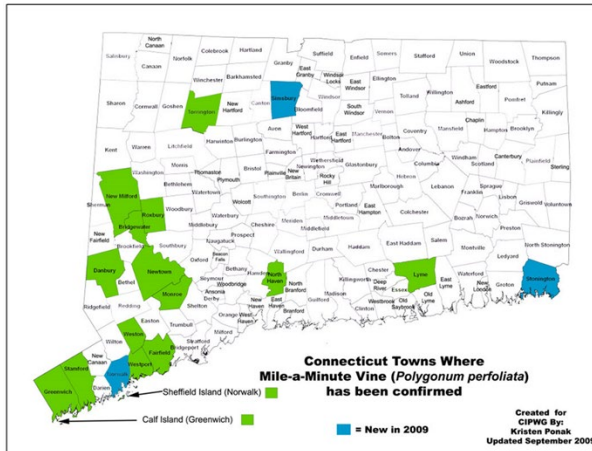 North Canaan
Colebrook
Hartland
Suffield
Somers
Stafford
Union
Woodstock
Thompson
Salisbury
Canaan
Norfolk
Granby
East Granby
Windsor Locks
Enfield
Ellington
Winchester
Barkhamsted
East Windsor
Windsor
Tolland
Willington
Ashford
Eastford
Pomfret
Putnam
Killingly
Sharon
Cornwall
Goshen
Torrington
New Hartford
Canton
Simsbury
Bloomfield
South Windsor
Vernon
Mansfield
Chaplin
Hampton
Brooklyn
Kent
Warren
Litchfield
Harwinton
Burlington
Avon
West Hartford
Hartford
East Hartford
Manchester
Bolton
Coventry
Andover
Columbia
Windham
Scotland
Canterbury
Plainfield
Sterling
Washington
Morris
Thomaston
Plymouth
Bristol
Farmington
Plainville
New Britain
Wethersfield
Rocky Hill
Glastonbury
Hebron
Marlborough
Lebanon
Franklin
Sprague
Lisbon
Griswold
Voluntown
Sherman
New Milford
Roxbury
Bethlehem
Woodbury
Watertown
Wolcott
Southington
Berlin
Cromwell
Portland
East Hampton
Colchester
Bozrah
Norwich
Preston
New Fairfield
Bridgewater
Brookfield
Southbury
Middlebury
Waterbury
Naugatuck
Prospect
Cheshire
Meriden
Middletown
Middlefield
Durham
Haddam
East Haddam
Salem
Montville
Ledyard
North Stonington
Danbury
Bethel
Newtown
Oxford
Beacon Falls
Seymour
Bethany
Hamden
Wallingford
North Haven
North Branford
Killingworth
Chester
Deep River
Essex
Lyme
Old Lyme
East Lyme
Waterford
New London
Groton
Stonington
Ridgefield
Redding
Monroe
Shelton
Ansonia
Derby
Woodbridge
New Haven
East Haven
Branford
Guilford
Madison
Clinton
Westbrook
Old Saybrook
Easton
Trumbull
Orange
West Haven
Milford
Stratford
Bridgeport
Weston
Wilton
New Canaan
Fairfield
Westport
Norwalk
Darien
Stamford
Greenwich
Sheffield Island (Norwalk)
Calf Island (Greenwich)
Connecticut Towns Where
Mile-a-Minute Vine (Polygonum perfoliata)
has been confirmed
= New in 2009
Created for
CIPWG By:
Kristen Ponak
Updated September 2009